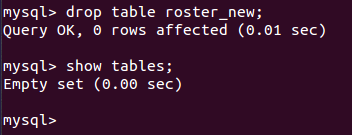 mysql> drop table roster_new;
Query OK, 0 rows affected (0.01 sec)
mysql> show tables;
Empty set (0.00 sec)
mysql>